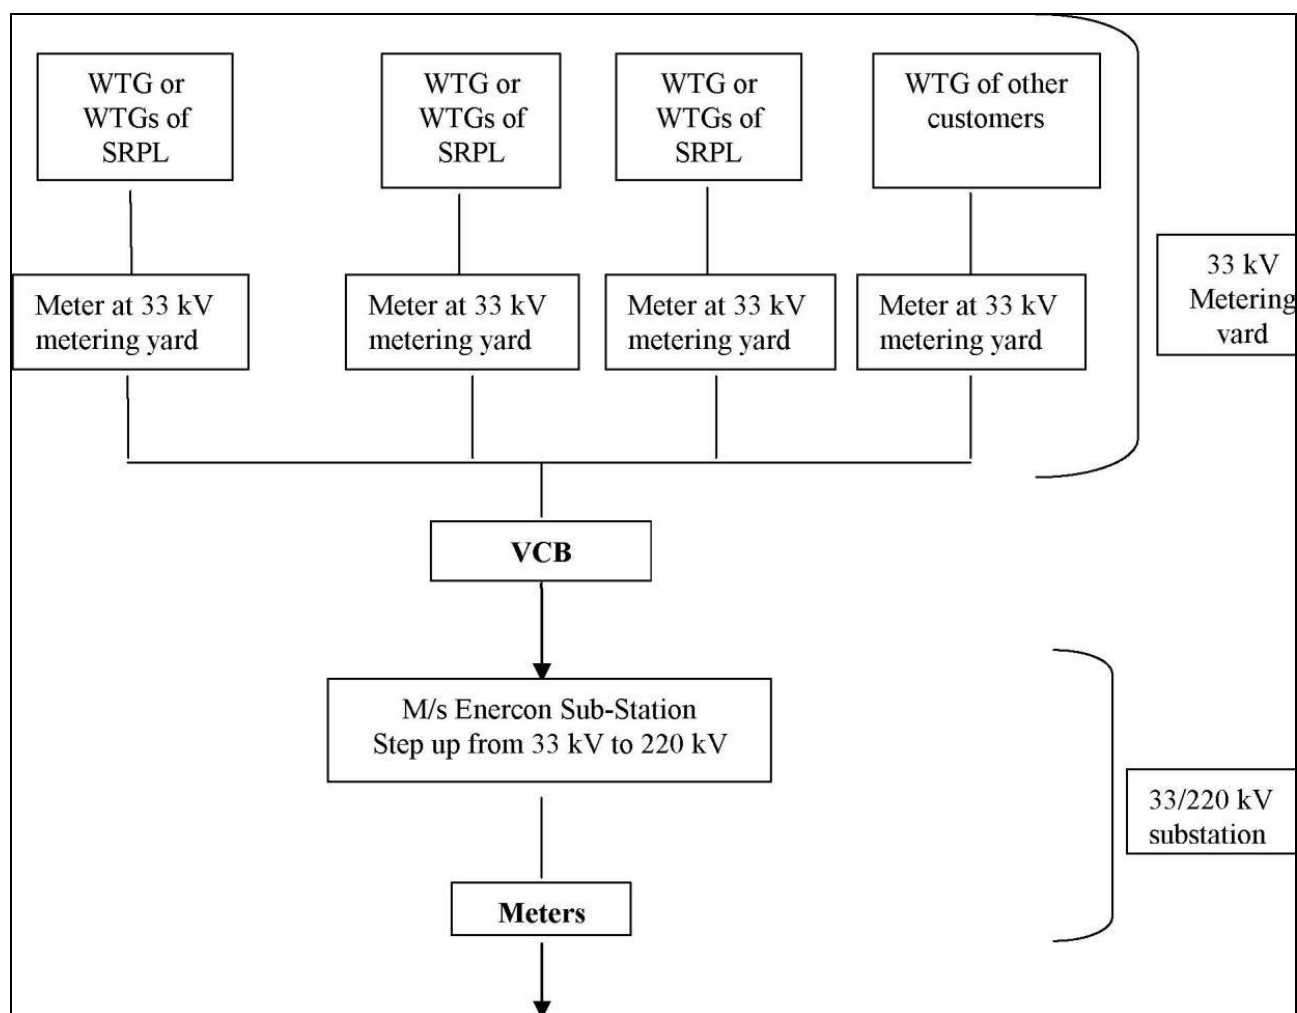 WTG or
WTGs of
SRPL
WTG or
WTGs of
SRPL
WTG or
WTGs of
SRPL
WTG of other
customers
33 kV
Metering
yard
Meter at 33 kV
metering yard
Meter at 33 kV
metering yard
Meter at 33 kV
metering yard
Meter at 33 kV
metering yard
VCB
M/s Enercon Sub-Station
Step up from 33 kV to 220 kV
33/220 kV
substation
Meters